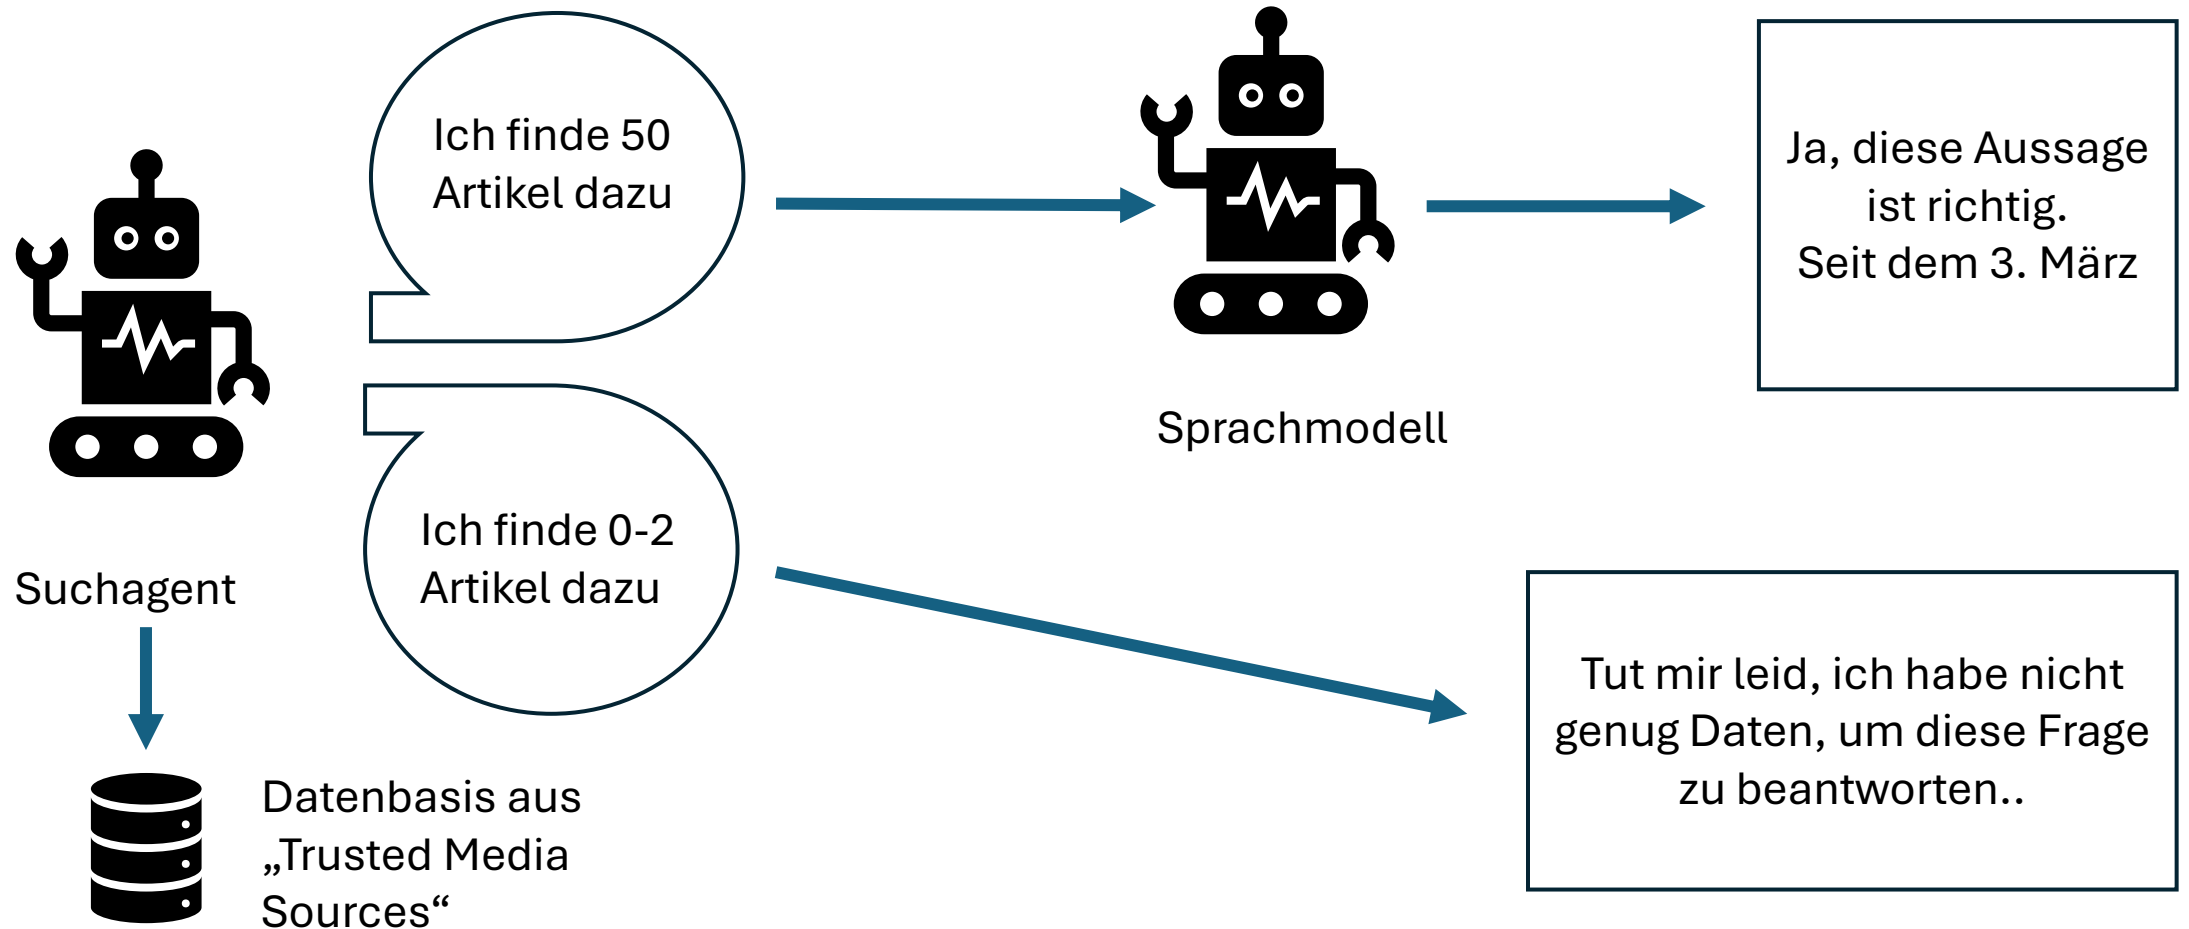 Ich finde 50
Artikel dazu
Ja, diese Aussage
ist richtig.
Seit dem 3. März
Sprachmodell
Ich finde 0-2
Artikel dazu
Suchagent
Tut mir leid, ich habe nicht
genug Daten, um diese Frage
zu beantworten..
Datenbasis aus
„Trusted Media
Sources“